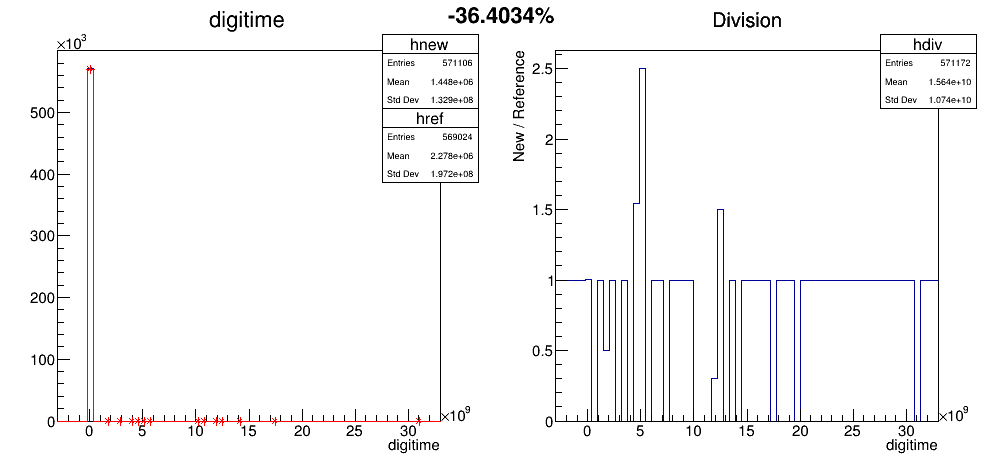 -36.4034%
digitime
×10³
hnew
Entries 571106
Mean 1.448e+06
Std Dev 1.329e+08
href
Entries 569024
Mean 2.278e+06
Std Dev 1.972e+08
500
400
300
200
100
0
0 5 10 15 20 25 30
×10⁹
digitime
Division
hdiv
Entries 571172
Mean 1.564e+10
Std Dev 1.074e+10
New / Reference
2.5
2
1.5
1
0.5
0
0 5 10 15 20 25 30
×10⁹
digitime